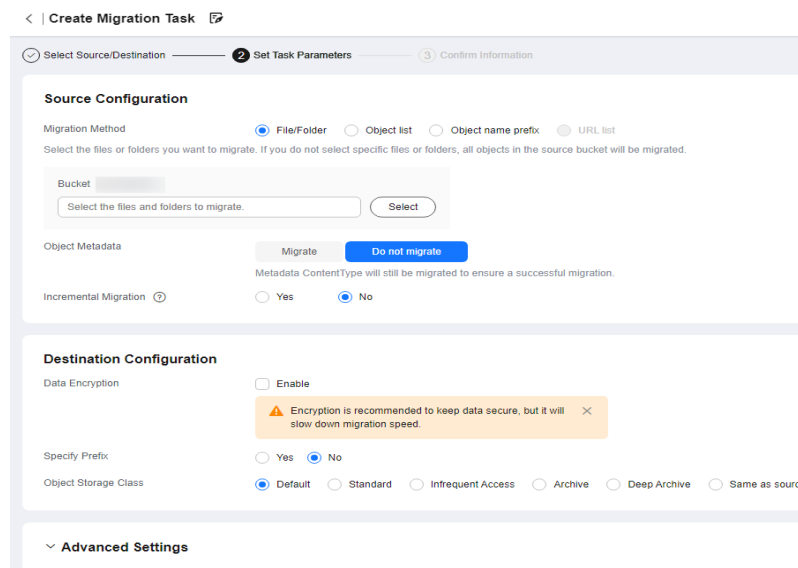 Create Migration Task
Select Source/Destination 2 Set Task Parameters 3 Confirm Information
Source Configuration
Migration Method File/Folder Object list Object name prefix URL list
Select the files or folders you want to migrate. If you do not select specific files or folders, all objects in the source bucket will be migrated.
Bucket
Select the files and folders to migrate. Select
Object Metadata Migrate Do not migrate
Metadata ContentType will still be migrated to ensure a successful migration.
Incremental Migration ? Yes No
Destination Configuration
Data Encryption Enable
Encryption is recommended to keep data secure, but it will
slow down migration speed.
Specify Prefix Yes No
Object Storage Class Default Standard Infrequent Access Archive Deep Archive Same as sourc
Advanced Settings